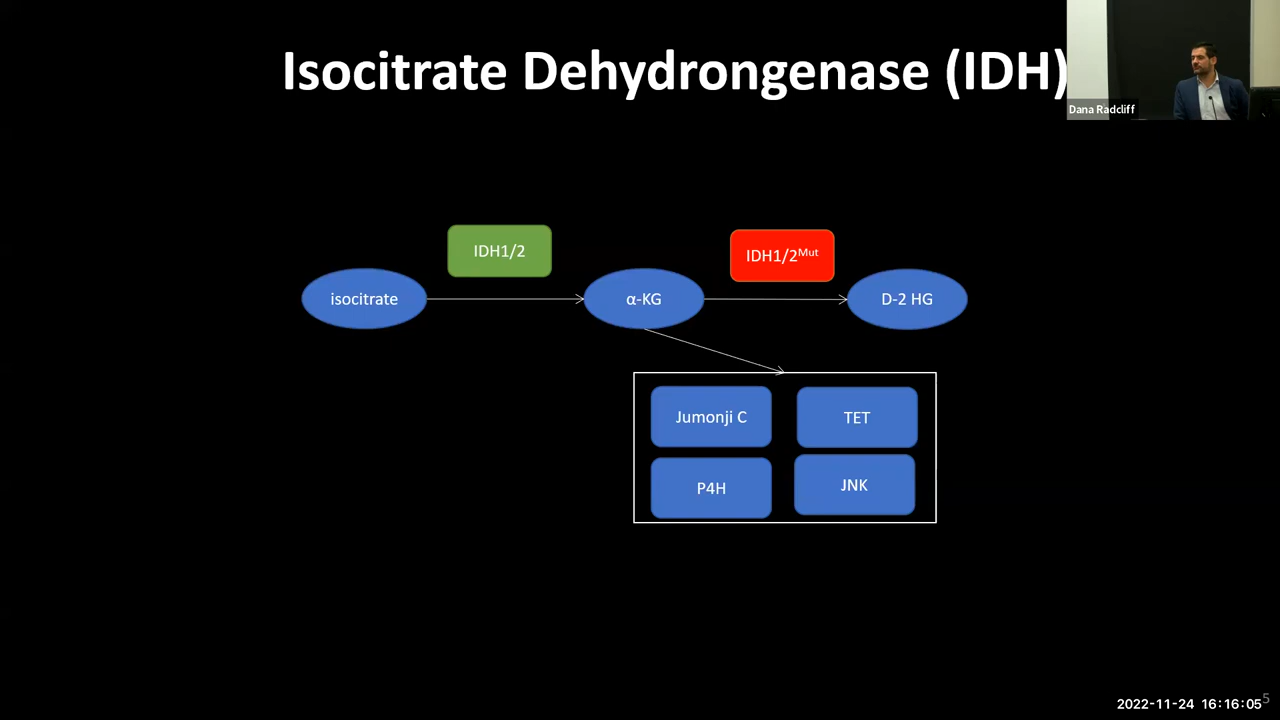 Isocitrate Dehydrongenase (IDH)
Dana Radcliff
IDH1/2
IDH1/2ᴹᵘᵗ
isocitrate
α-KG
D-2 HG
Jumonji C
TET
P4H
JNK
2022-11-24 16:16:05
5